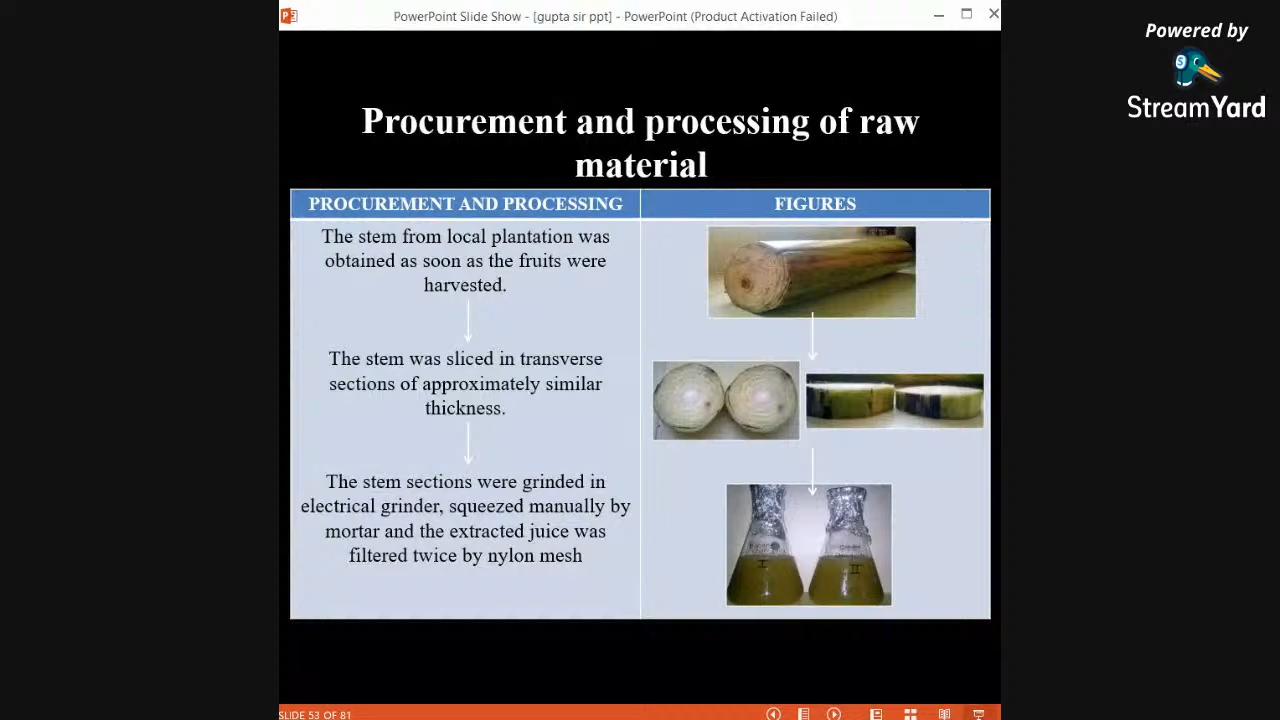 PowerPoint Slide Show - [gupta sir ppt] - PowerPoint (Product Activation Failed)
Powered by
StreamYard
Procurement and processing of raw
material
PROCUREMENT AND PROCESSING
FIGURES
The stem from local plantation was
obtained as soon as the fruits were
harvested.
The stem was sliced in transverse
sections of approximately similar
thickness.
The stem sections were grinded in
electrical grinder, squeezed manually by
mortar and the extracted juice was
filtered twice by nylon mesh
I
II
SLIDE 53 OF 81